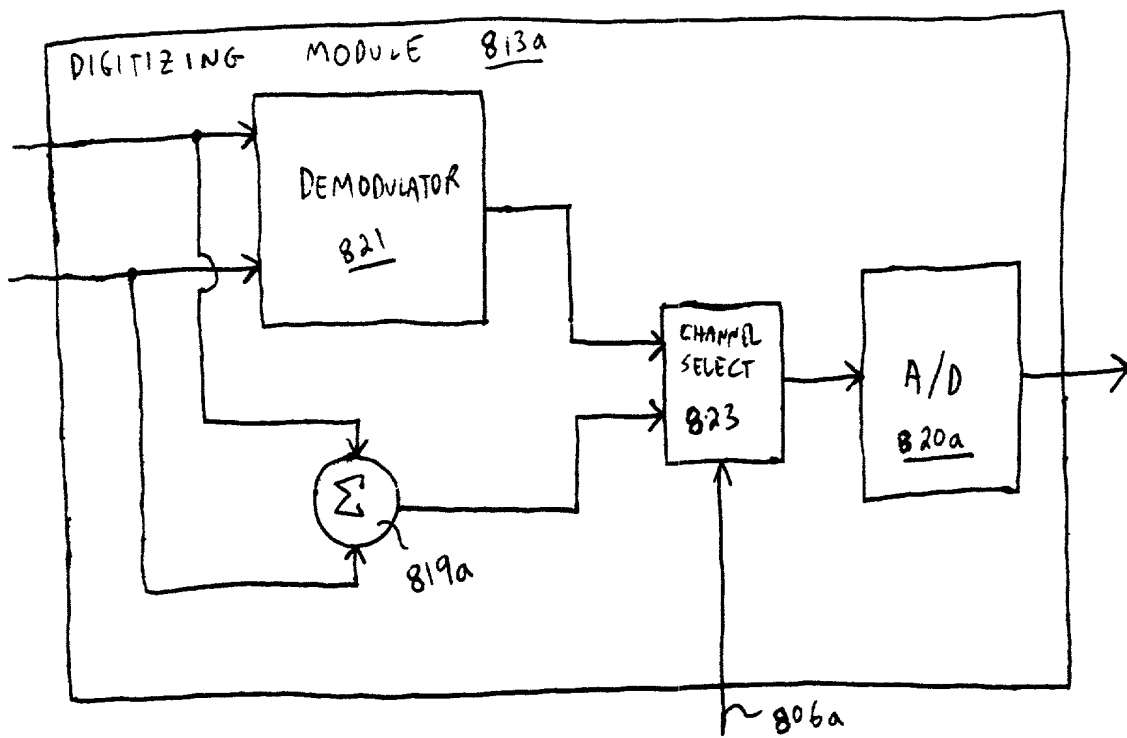 DIGITIZING MODULE 813a
DEMODULATOR
821
CHANNEL
SELECT
823
A/D
820a
Σ
819a
806a